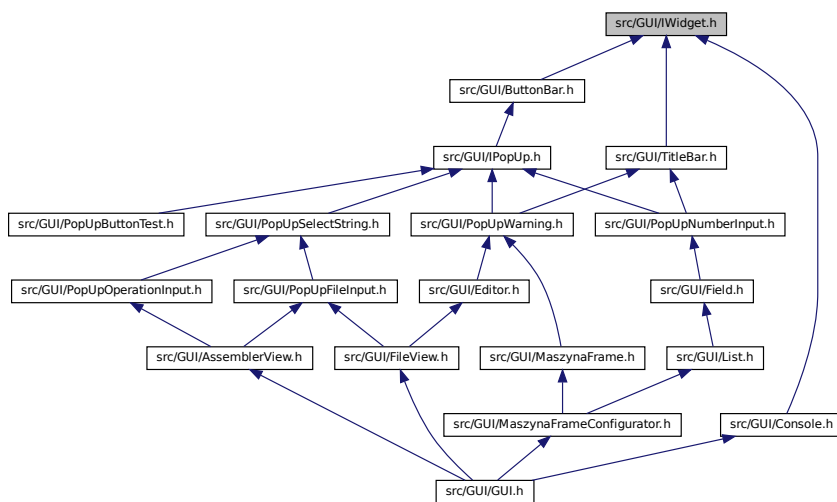 src/GUI/IWidget.h
src/GUI/ButtonBar.h
src/GUI/IPopUp.h
src/GUI/TitleBar.h
src/GUI/PopUpButtonTest.h
src/GUI/PopUpSelectString.h
src/GUI/PopUpWarning.h
src/GUI/PopUpNumberInput.h
src/GUI/PopUpOperationInput.h
src/GUI/PopUpFileInput.h
src/GUI/Editor.h
src/GUI/Field.h
src/GUI/AssemblerView.h
src/GUI/FileView.h
src/GUI/MaszynaFrame.h
src/GUI/List.h
src/GUI/MaszynaFrameConfigurator.h
src/GUI/Console.h
src/GUI/GUI.h